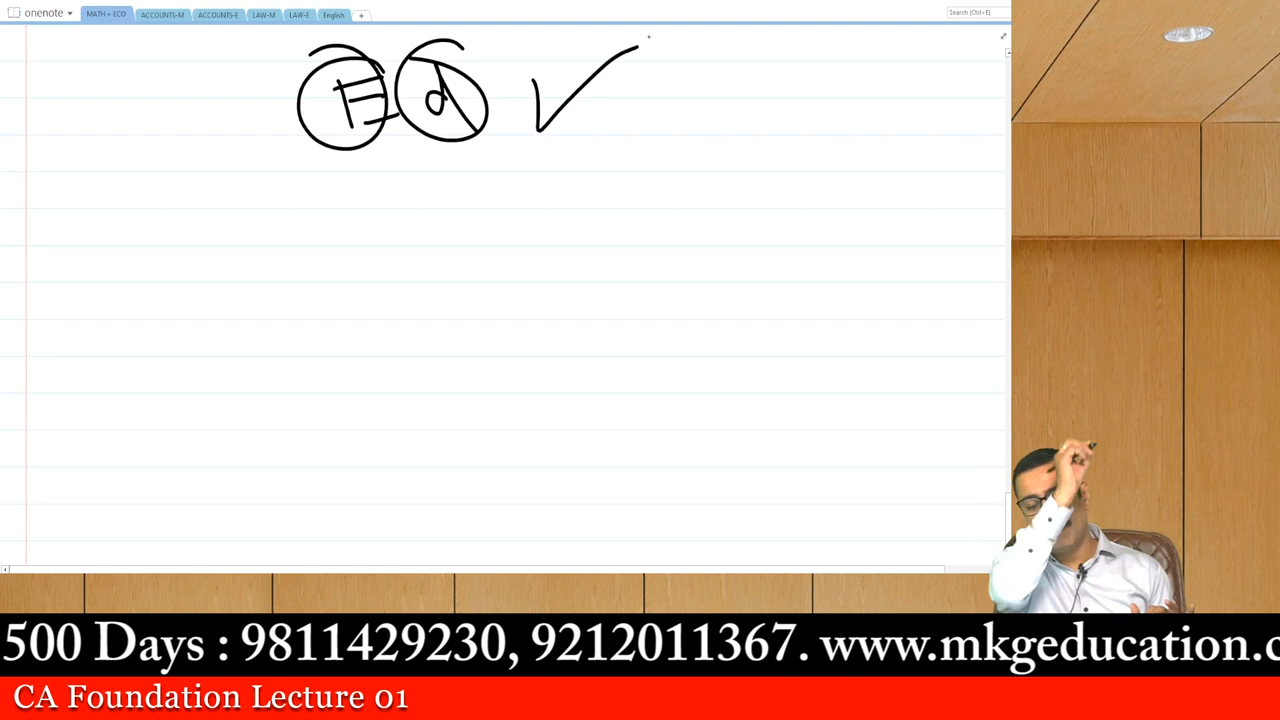 onenote MATH + ECO ACCOUNTS-M ACCOUNTS-E LAW-M LAW-E English + Search (Ctrl+E)
E d
500 Days : 9811429230, 9212011367. www.mkgeducation.c
CA Foundation Lecture 01